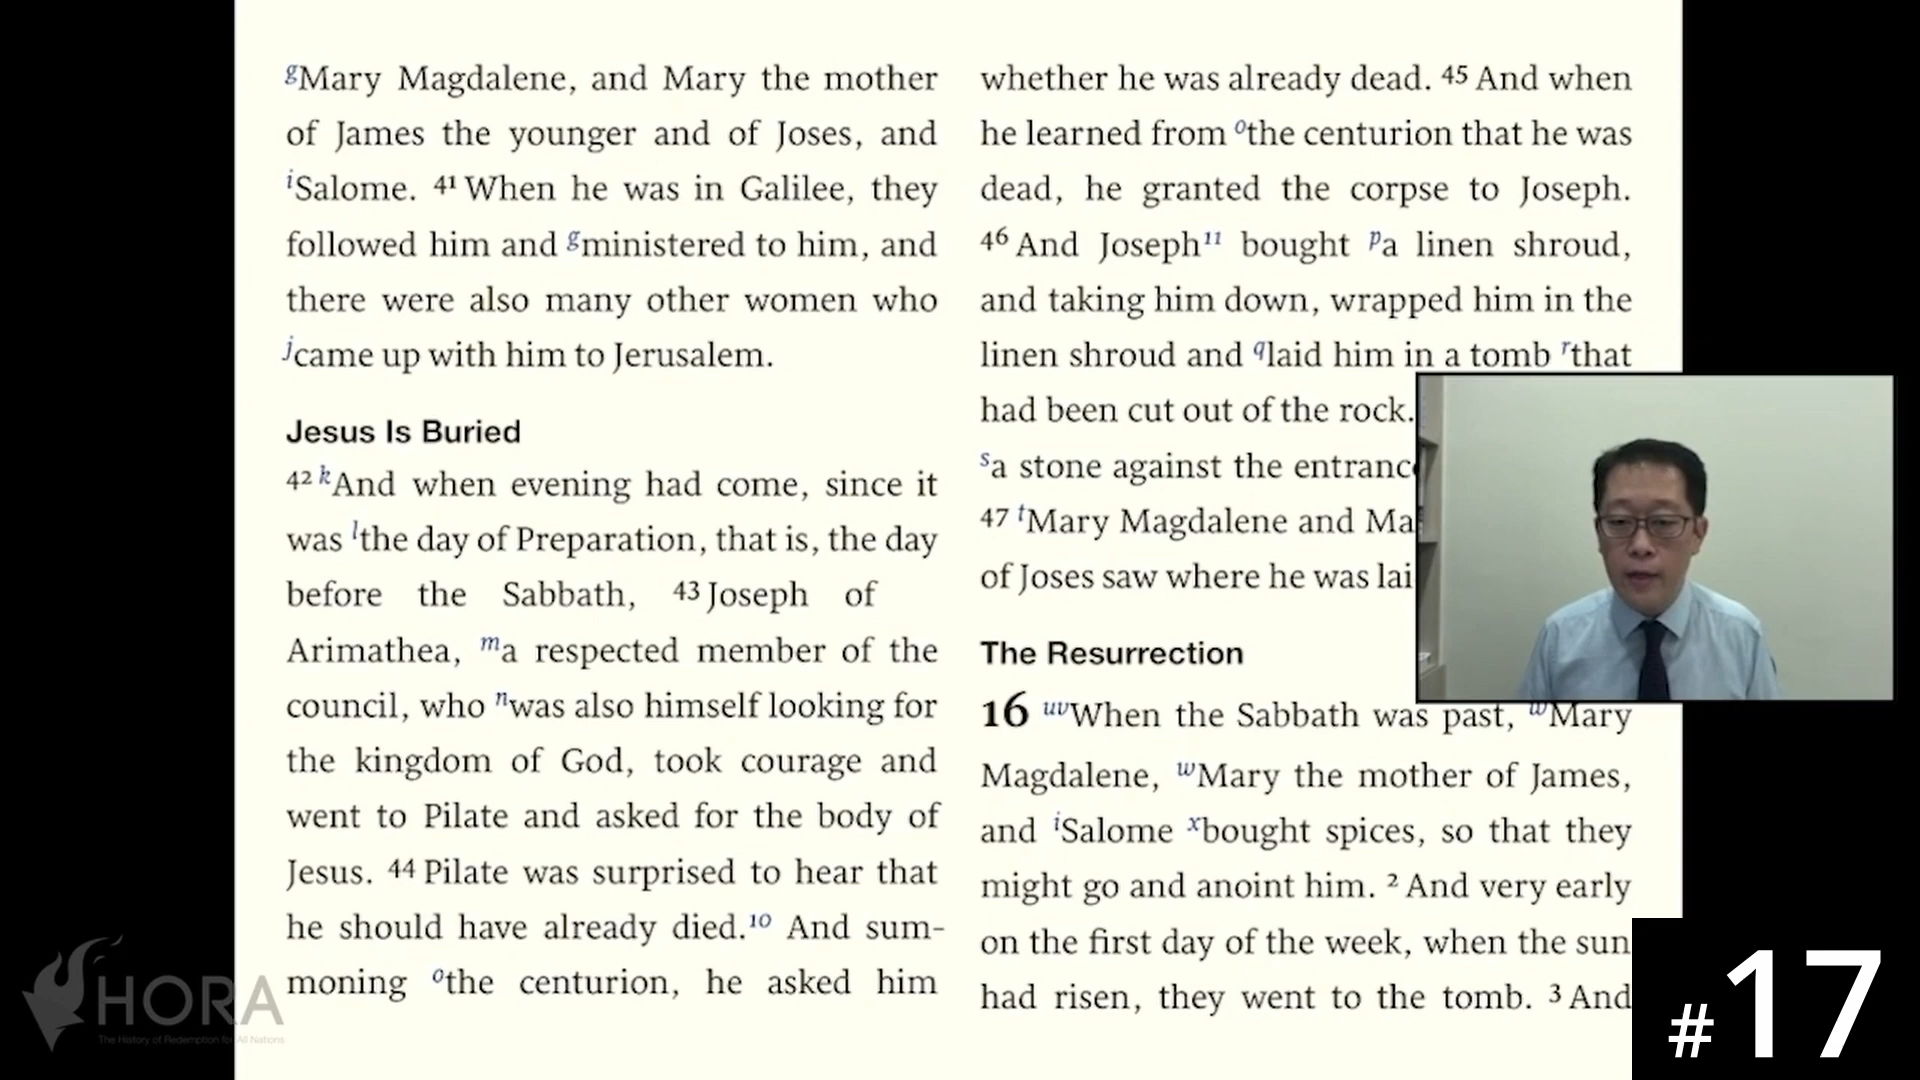 gMary Magdalene, and Mary the mother
of James the younger and of Joses, and
iSalome. 41 When he was in Galilee, they
followed him and gministered to him, and
there were also many other women who
jcame up with him to Jerusalem.
Jesus Is Buried
42 kAnd when evening had come, since it
was lthe day of Preparation, that is, the day
before the Sabbath, 43 Joseph of
Arimathea, ma respected member of the
council, who nwas also himself looking for
the kingdom of God, took courage and
went to Pilate and asked for the body of
Jesus. 44 Pilate was surprised to hear that
he should have already died.10 And sum-
moning othe centurion, he asked him
whether he was already dead. 45 And when
he learned from othe centurion that he was
dead, he granted the corpse to Joseph.
46 And Joseph11 bought pa linen shroud,
and taking him down, wrapped him in the
linen shroud and qlaid him in a tomb rthat
had been cut out of the rock.
sa stone against the entranc
47 tMary Magdalene and Ma
of Joses saw where he was lai
The Resurrection
16 uvWhen the Sabbath was past, wMary
Magdalene, wMary the mother of James,
and iSalome xbought spices, so that they
might go and anoint him. 2 And very early
on the first day of the week, when the sun
had risen, they went to the tomb. 3 And
HORA
The History of Redemption for All Nations
#17